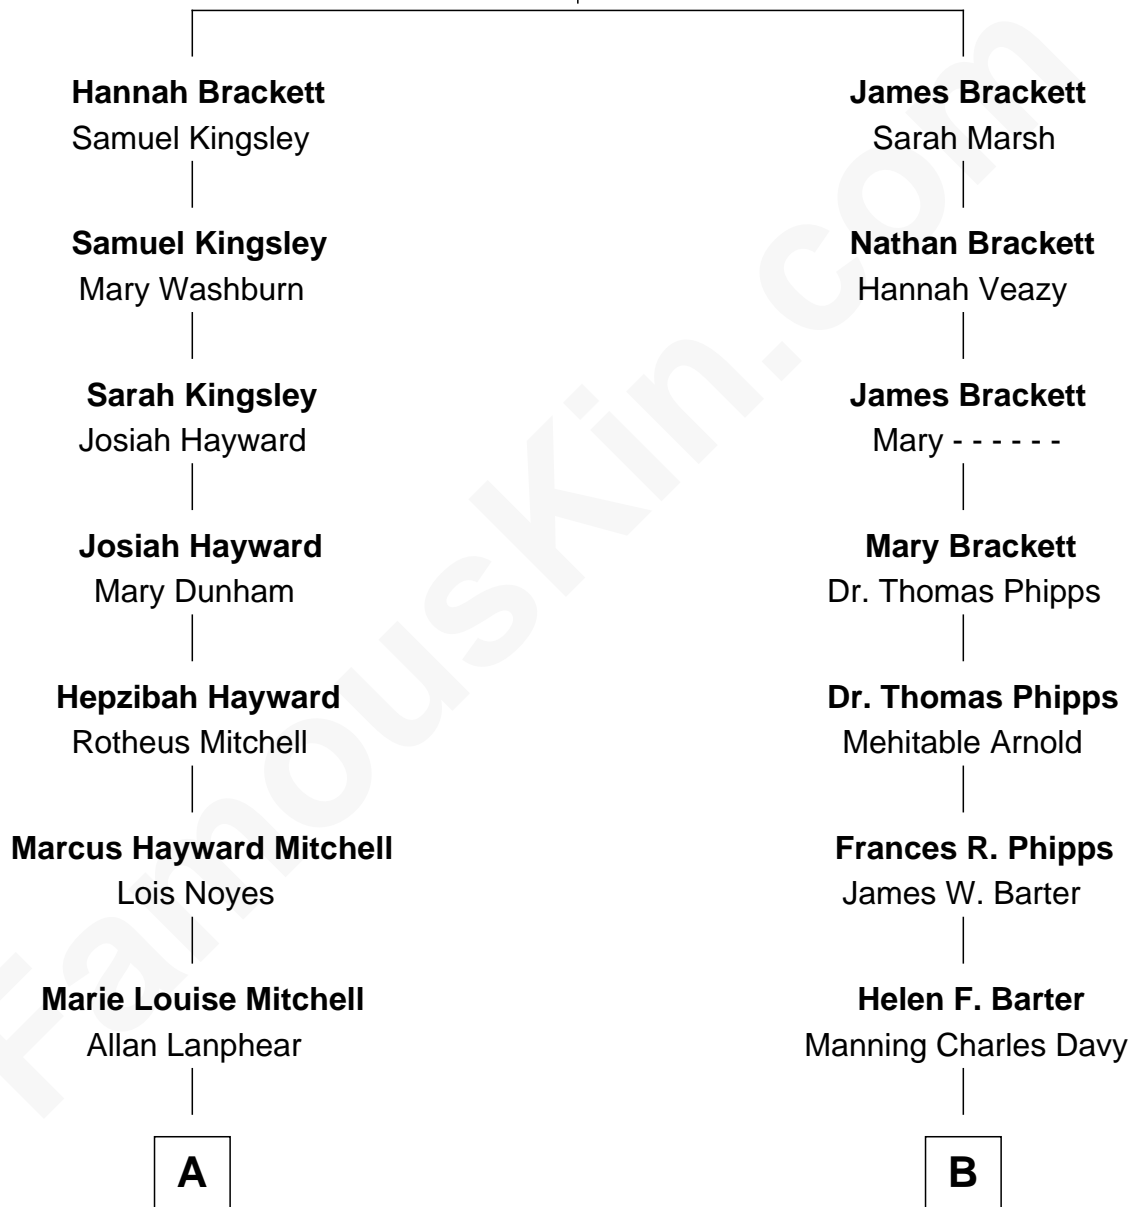 Hannah Brackett
Samuel Kingsley
Samuel Kingsley
Mary Washburn
Sarah Kingsley
Josiah Hayward
Josiah Hayward
Mary Dunham
Hepzibah Hayward
Rotheus Mitchell
Marcus Hayward Mitchell
Lois Noyes
Marie Louise Mitchell
Allan Lanphear
A
James Brackett
Sarah Marsh
Nathan Brackett
Hannah Veazy
James Brackett
Mary - - - - - -
Mary Brackett
Dr. Thomas Phipps
Dr. Thomas Phipps
Mehitable Arnold
Frances R. Phipps
James W. Barter
Helen F. Barter
Manning Charles Davy
B
FamousKin.com